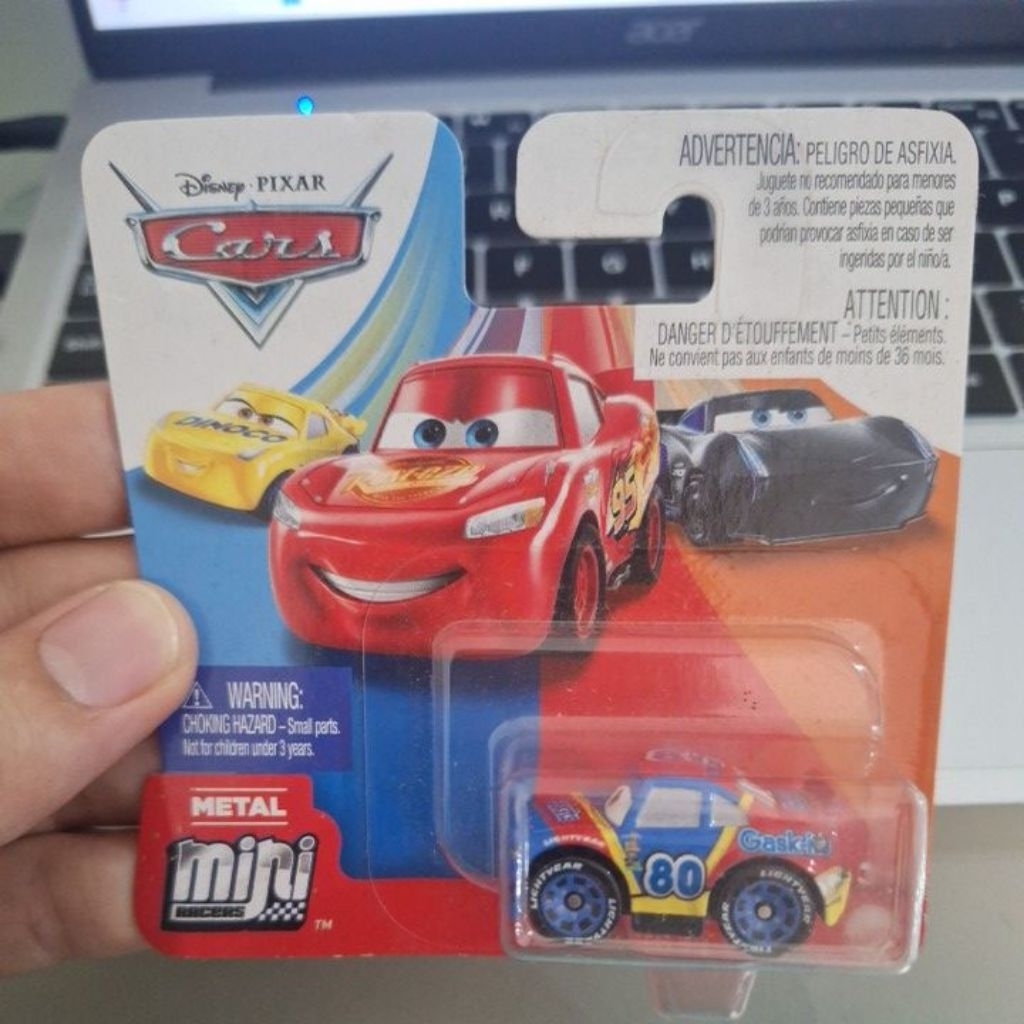 acer
Disney · PIXAR
Cars
ADVERTENCIA: PELIGRO DE ASFIXIA.
Juguete no recomendado para menores
de 3 años. Contiene piezas pequeñas que
podrían provocar asfixia en caso de ser
ingeridas por el niño/a.
ATTENTION :
DANGER D'ÉTOUFFEMENT – Petits éléments.
Ne convient pas aux enfants de moins de 36 mois.
DINOCO
95
WARNING:
CHOKING HAZARD – Small parts.
Not for children under 3 years.
METAL
mini
RACERS
TM
Gask-its
80
LIGHTYEAR
LIGHTYEAR